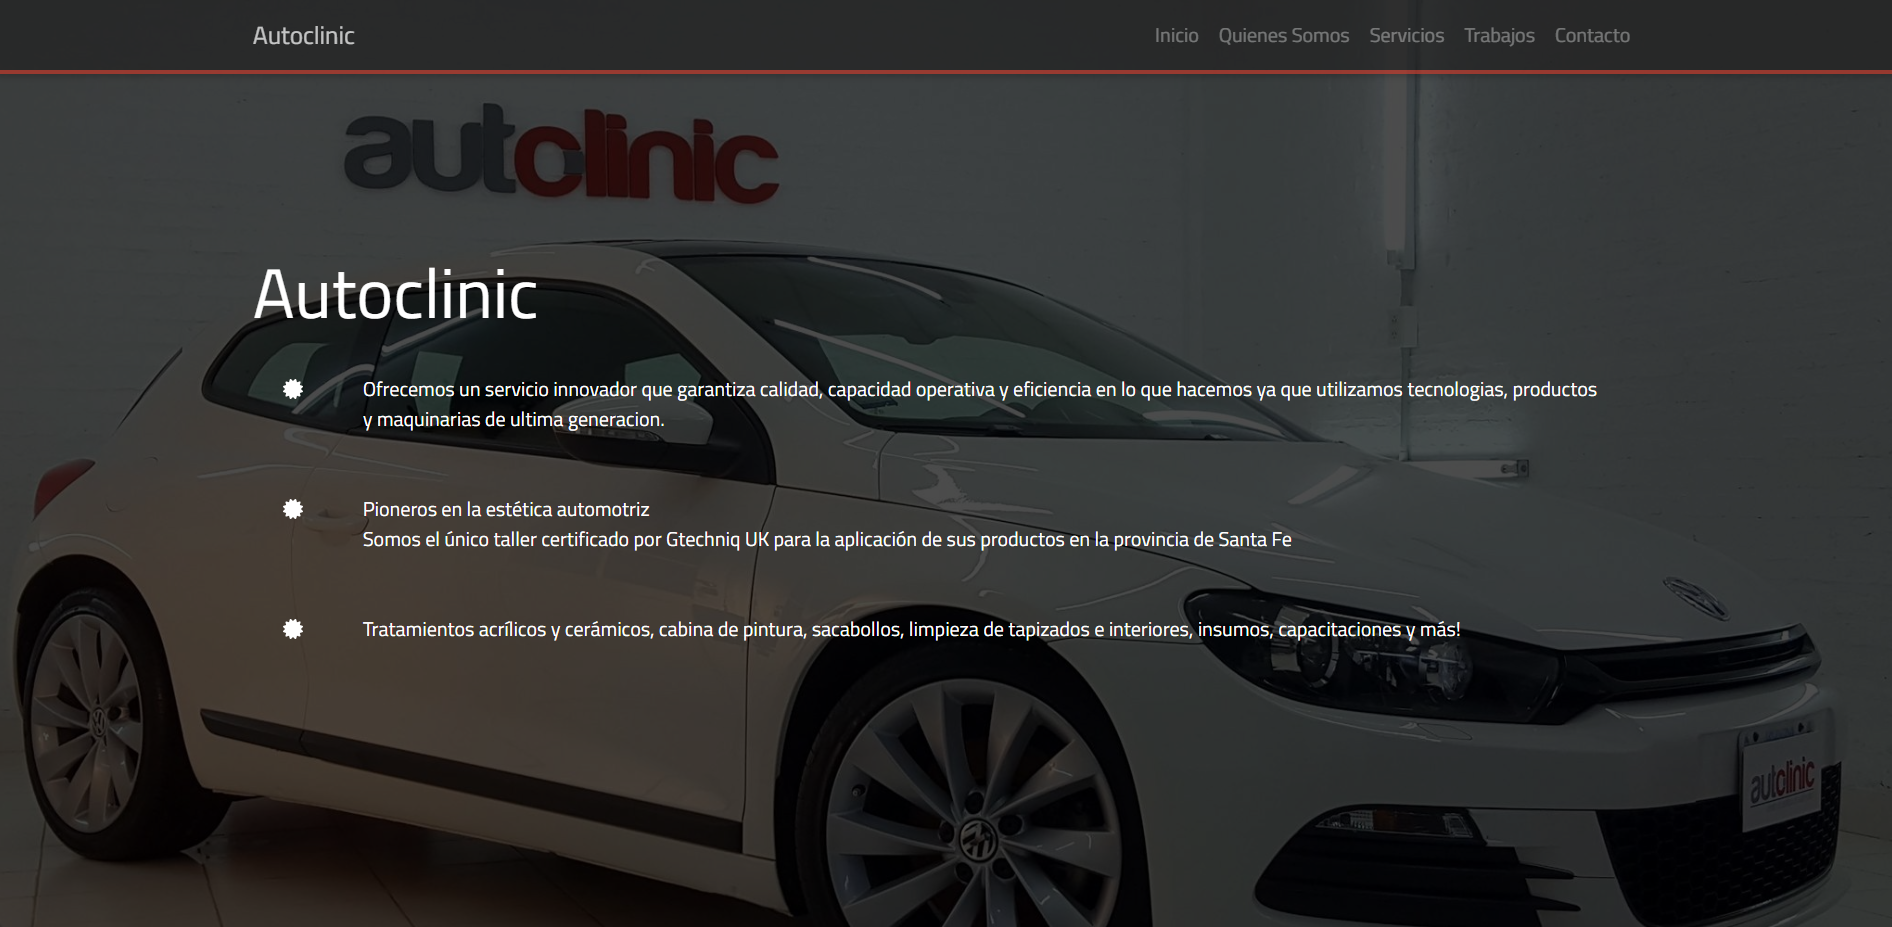 Autoclinic
Inicio Quienes Somos Servicios Trabajos Contacto
autclinic
Autoclinic
Ofrecemos un servicio innovador que garantiza calidad, capacidad operativa y eficiencia en lo que hacemos ya que utilizamos tecnologias, productos
y maquinarias de ultima generacion.
Pioneros en la estética automotriz
Somos el único taller certificado por Gtechniq UK para la aplicación de sus productos en la provincia de Santa Fe
Tratamientos acrílicos y cerámicos, cabina de pintura, sacabollos, limpieza de tapizados e interiores, insumos, capacitaciones y más!
autclinic